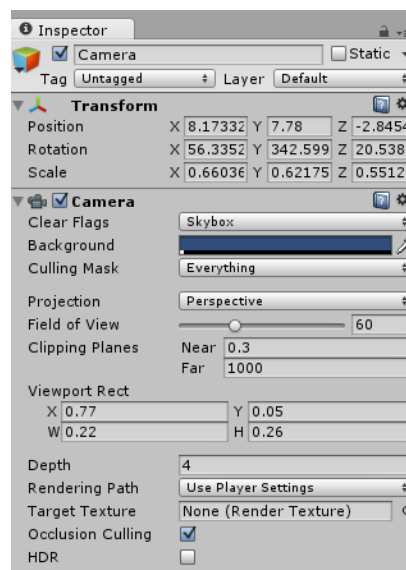 Inspector
Camera Static
Tag Untagged Layer Default
Transform
Position X 8.17332 Y 7.78 Z -2.8454
Rotation X 56.3352 Y 342.599 Z 20.538
Scale X 0.66036 Y 0.62175 Z 0.5512
Camera
Clear Flags Skybox
Background
Culling Mask Everything
Projection Perspective
Field of View 60
Clipping Planes Near 0.3
Far 1000
Viewport Rect
X 0.77 Y 0.05
W 0.22 H 0.26
Depth 4
Rendering Path Use Player Settings
Target Texture None (Render Texture)
Occlusion Culling
HDR